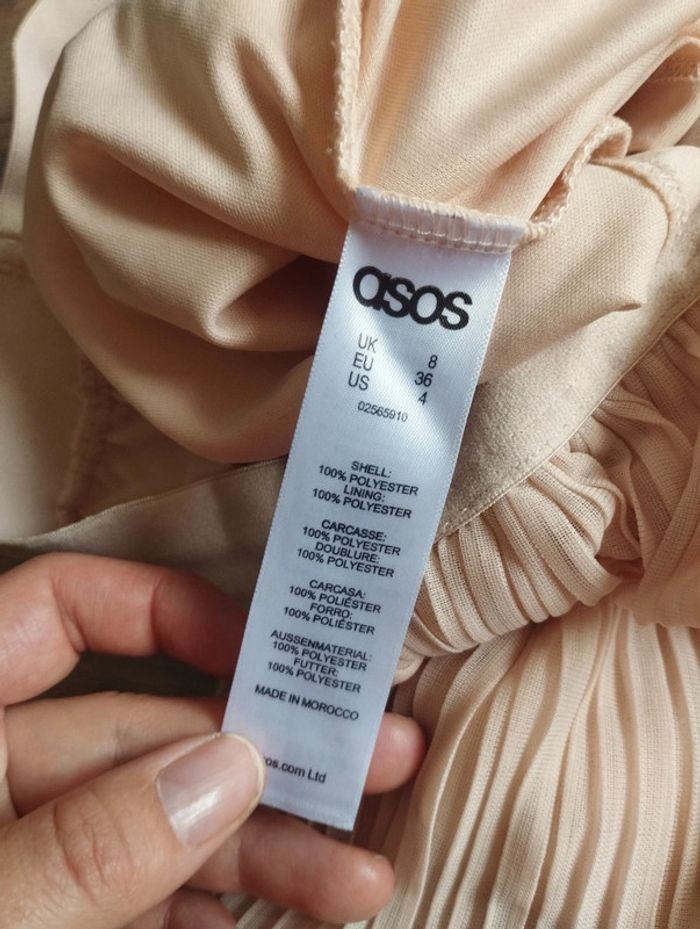 asos
UK 8
EU 36
US 4
02565910
SHELL:
100% POLYESTER
LINING:
100% POLYESTER
CARCASSE:
100% POLYESTER
DOUBLURE:
100% POLYESTER
CARCASA:
100% POLIÉSTER
FORRO:
100% POLIÉSTER
AUSSENMATERIAL:
100% POLYESTER
FUTTER:
100% POLYESTER
MADE IN MOROCCO
os.com Ltd